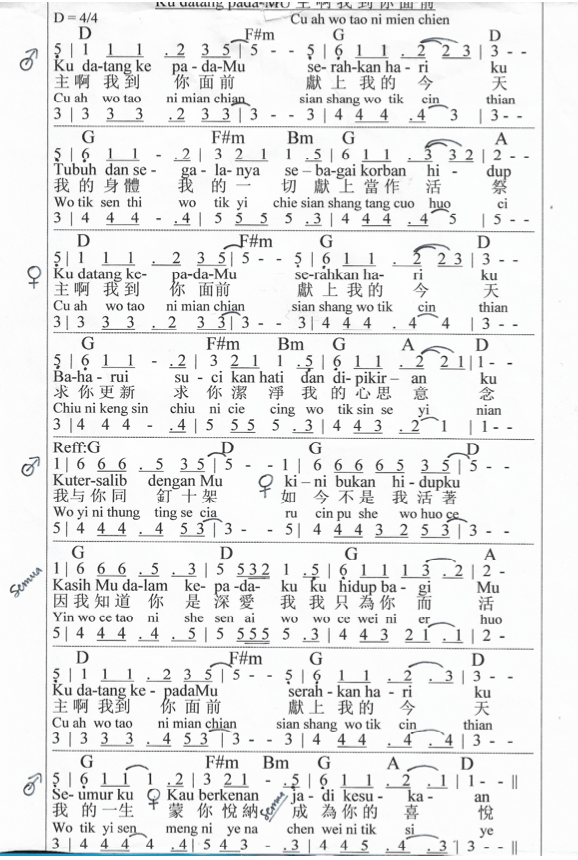 Ku datang pada-MU 主啊我到你面前
D = 4/4 Cu ah wo tao ni mien chien
D F#m G D
5 | 1 1 1 . 2 3 5 | 5 - - 5 | 6 1 1 . 2 2 3 | 3 - -
Ku da-tang ke pa - da-Mu se- rah-kan ha - ri ku
主 啊 我 到 你 面 前 獻 上 我 的 今 天
Cu ah wo tao ni mian chian sian shang wo tik cin thian
3 | 3 3 3 . 2 3 3 | 3 - - 3 | 4 4 4 . 4 3 | 3 - -
G F#m Bm G A
5 | 6 1 1 - . 2 | 3 2 1 1 . 5 | 6 1 1 . 3 3 2 | 2 - -
Tubuh dan se - ga - la-nya se – ba-gai korban hi - dup
我 的 身 體 我 的 一 切 獻 上 當 作 活 祭
Wo tik sen thi wo tik yi chie sian shang tang cuo huo ci
3 | 4 4 4 - . 4 | 5 5 5 5 . 3 | 4 4 4 . 4 5 | 5 - -
D F#m G D
5 | 1 1 1 . 2 3 5 | 5 - - 5 | 6 1 1 . 2 2 3 | 3 - -
♀ Ku datang ke- pa-da-Mu se-rahkan ha- ri ku
主 啊 我 到 你 面 前 獻 上 我 的 今 天
Cu ah wo tao ni mian chian sian shang wo tik cin thian
3 | 3 3 3 . 2 3 3 | 3 - - 3 | 4 4 4 . 4 4 | 3 - -
G F#m Bm G A D
5 | 6 1 1 - . 2 | 3 2 1 1 . 5 | 6 1 1 . 2 2 1 | 1 - -
Ba-ha - rui su - ci kan hati dan di-pikir – an ku
求 你 更 新 求 你 潔 淨 我 的 心 思 意 念
Chiu ni keng sin chiu ni cie cing wo tik sin se yi nian
3 | 4 4 4 - . 4 | 5 5 5 5 . 3 | 4 4 3 . 2 1 | 1 - -
Reff:G D G D
♂ 1 | 6 6 6 . 5 3 5 | 5 - - 1 | 6 6 6 6 5 3 5 | 5 - -
Kuter-salib dengan Mu ♀ ki – ni bukan hi - dupku
我 与 你 同 釘 十 架 如 今 不 是 我 活 著
Wo yi ni thung ting se cia ru cin pu she wo huo ce
5 | 4 4 4 . 4 5 3 | 3 - - 5 | 4 4 4 3 2 5 3 | 3 - -
G D G A
1 | 6 6 6 . 5 . 3 | 5 5 3 2 1 . 5 | 6 1 1 1 3 . 2 | 2 -
Semua Kasih Mu da-lam ke- pa -da- ku ku hidup ba - gi Mu
因 我 知 道 你 是 深 愛 我 我 只 為 你 而 活
Yin wo ce tao ni she sen ai wo wo ce wei ni er huo
5 | 4 4 4 . 4 . 5 | 5 5 5 5 5 . 3 | 4 4 3 2 1 . 1 | 2 -
D F#m G D
5 | 1 1 1 . 2 3 5 | 5 - - 5 | 6 1 1 . 2 . 3 | 3 - -
Ku da-tang ke - padaMu serah - kan ha - ri ku
主 啊 我 到 你 面 前 獻 上 我 的 今 天
Cu ah wo tao ni mian chian sian shang wo tik cin thian
3 | 3 3 3 . 4 5 3 | 3 - - 3 | 4 4 4 . 4 . 4 | 3 - -
G F#m Bm G A D
♂ 5 | 6 1 1 1 . 2 | 3 2 1 - . 5 | 6 1 1 . 2 . 1 | 1 - - ||
Se- umur ku ♀ Kau berkenan Semua ja - di kesu - ka - an
我 的 一 生 蒙 你 悅 納 成 為 你 的 喜 悅
Wo tik yi sen meng ni ye na chen wei ni tik si ye
3 | 4 4 4 4 . 4 | 5 4 3 - . 3 | 4 4 4 . 4 . 3 | 3 - - ||